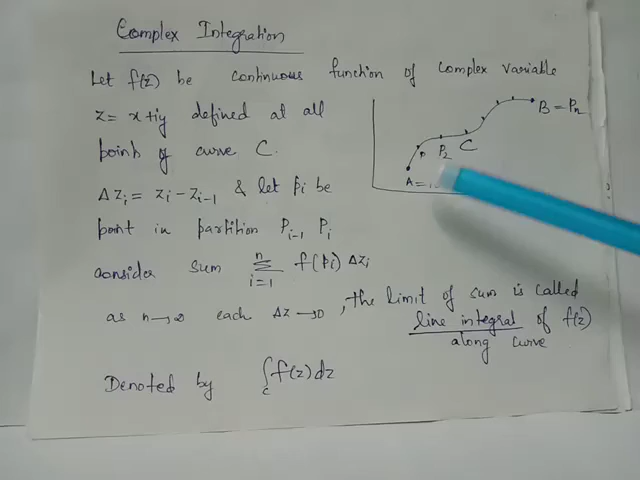 Complex Integration
Let f(z) be continuous function of complex variable
z = x+iy defined at all
points of curve C.
Δzᵢ = zᵢ − zᵢ₋₁ & let pᵢ be
point in partition Pᵢ₋₁ Pᵢ
consider sum ∑ᵢ₌₁ⁿ f(pᵢ) Δzᵢ
as n→∞ each Δz→0, the limit of sum is called
line integral of f(z)
along curve
Denoted by ∫_c f(z) dz
B = Pₙ
P₂ C
A =